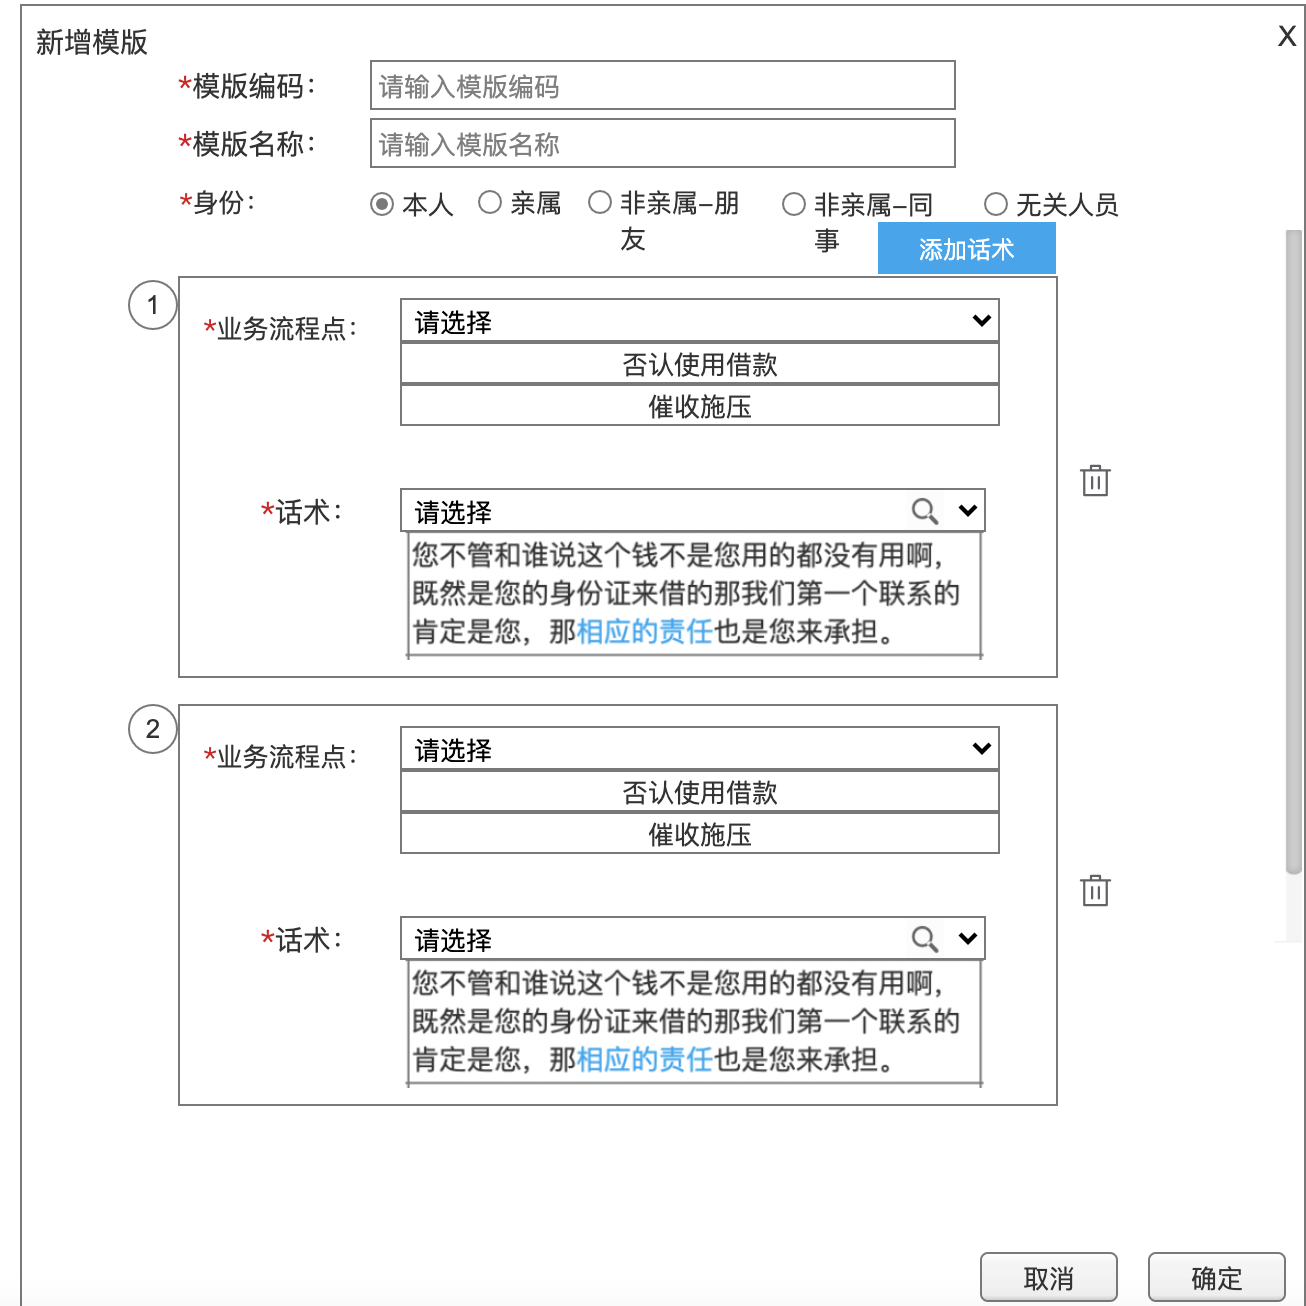 新增模版
X
*模版编码：
请输入模版编码
*模版名称：
请输入模版名称
*身份：
本人
亲属
非亲属-朋
友
非亲属-同
事
无关人员
添加话术
1
*业务流程点：
请选择
否认使用借款
催收施压
*话术：
请选择
您不管和谁说这个钱不是您用的都没有用啊，
既然是您的身份证来借的那我们第一个联系的
肯定是您，那相应的责任也是您来承担。
2
*业务流程点：
请选择
否认使用借款
催收施压
*话术：
请选择
您不管和谁说这个钱不是您用的都没有用啊，
既然是您的身份证来借的那我们第一个联系的
肯定是您，那相应的责任也是您来承担。
取消
确定